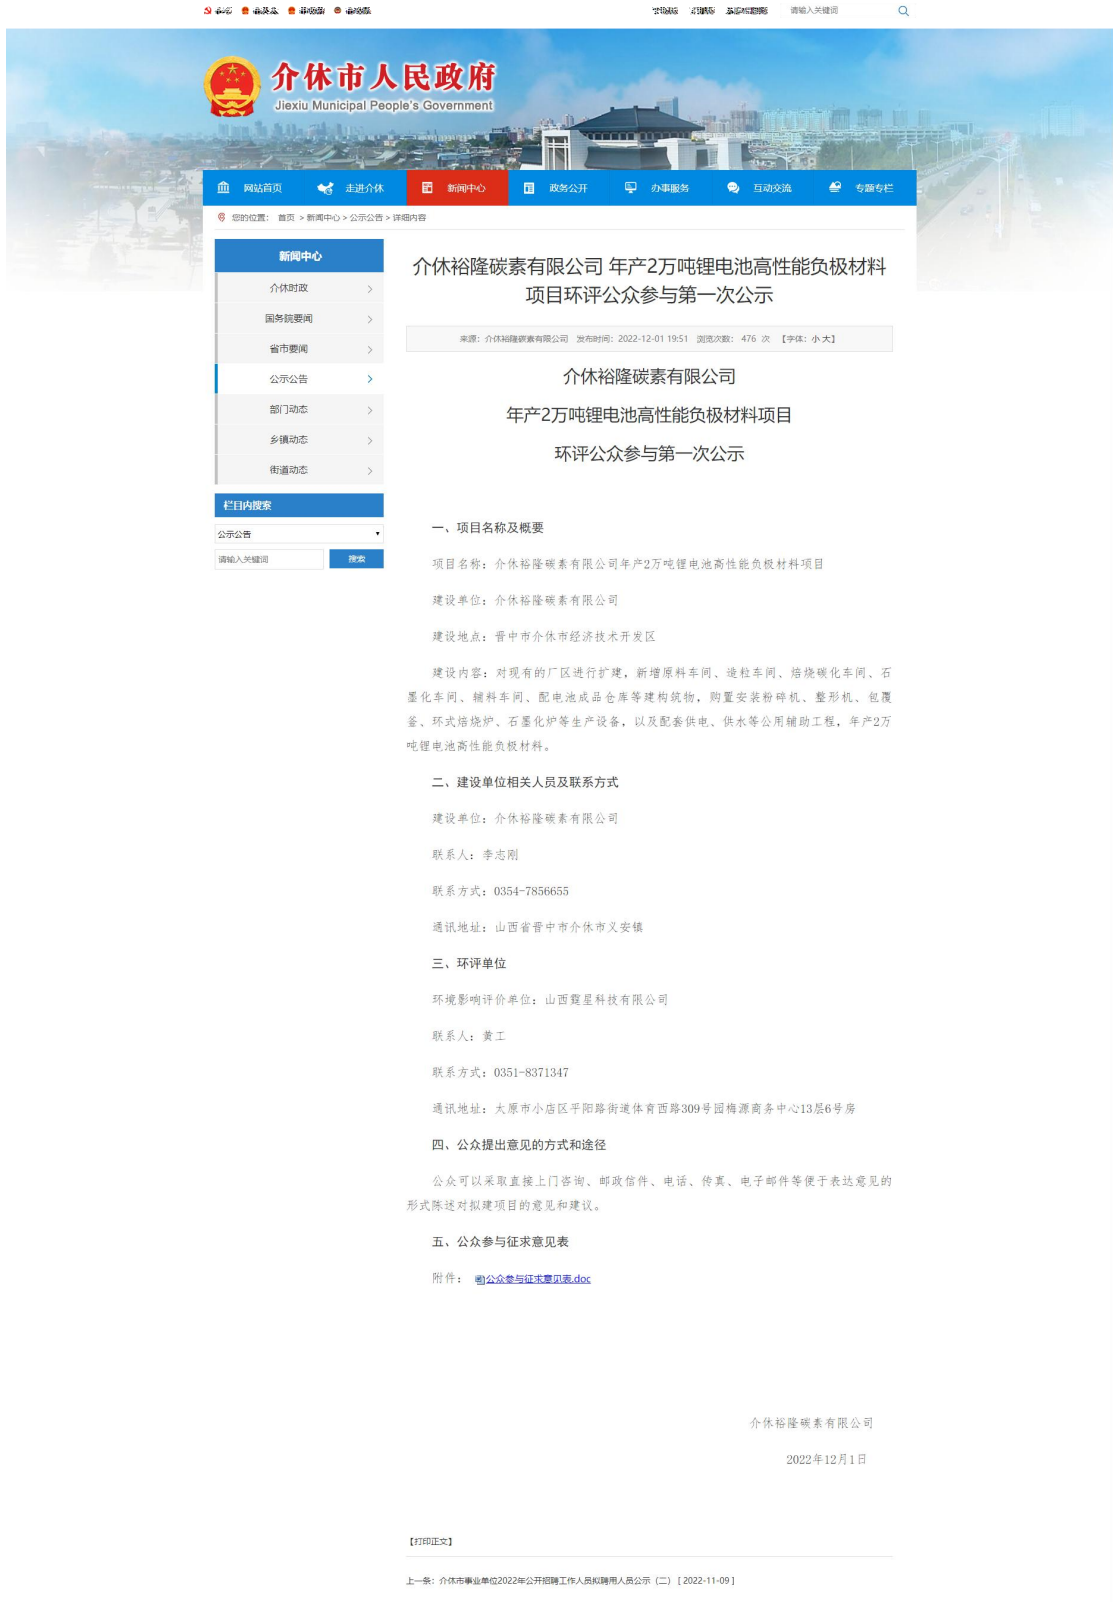 请输入关键词
介休市人民政府
Jiexiu Municipal People's Government
网站首页 走进介休 新闻中心 政务公开 办事服务 互动交流 专题专栏
您的位置： 首页 > 新闻中心 > 公示公告 > 详细内容
新闻中心
介休时政
国务院要闻
省市要闻
公示公告
部门动态
乡镇动态
街道动态
栏目内搜索
公示公告
请输入关键词 搜索
介休裕隆碳素有限公司 年产2万吨锂电池高性能负极材料
项目环评公众参与第一次公示
来源：介休裕隆碳素有限公司 发布时间：2022-12-01 19:51 浏览次数： 476 次 【字体：小 大】
介休裕隆碳素有限公司
年产2万吨锂电池高性能负极材料项目
环评公众参与第一次公示
一、项目名称及概要
项目名称：介休裕隆碳素有限公司年产2万吨锂电池高性能负极材料项目
建设单位：介休裕隆碳素有限公司
建设地点：晋中市介休市经济技术开发区
建设内容：对现有的厂区进行扩建，新增原料车间、造粒车间、焙烧碳化车间、石
墨化车间、辅料车间、配电池成品仓库等建构筑物，购置安装粉碎机、整形机、包覆
釜、环式焙烧炉、石墨化炉等生产设备，以及配套供电、供水等公用辅助工程，年产2万
吨锂电池高性能负极材料。
二、建设单位相关人员及联系方式
建设单位：介休裕隆碳素有限公司
联系人：李志刚
联系方式：0354-7856655
通讯地址：山西省晋中市介休市义安镇
三、环评单位
环境影响评价单位：山西霆星科技有限公司
联系人：黄工
联系方式：0351-8371347
通讯地址：太原市小店区平阳路街道体育西路309号园梅源商务中心13层6号房
四、公众提出意见的方式和途径
公众可以采取直接上门咨询、邮政信件、电话、传真、电子邮件等便于表达意见的
形式陈述对拟建项目的意见和建议。
五、公众参与征求意见表
附件： 公众参与征求意见表.doc
介休裕隆碳素有限公司
2022年12月1日
【打印正文】
上一条：介休市事业单位2022年公开招聘工作人员拟聘用人员公示（二） [ 2022-11-09 ]